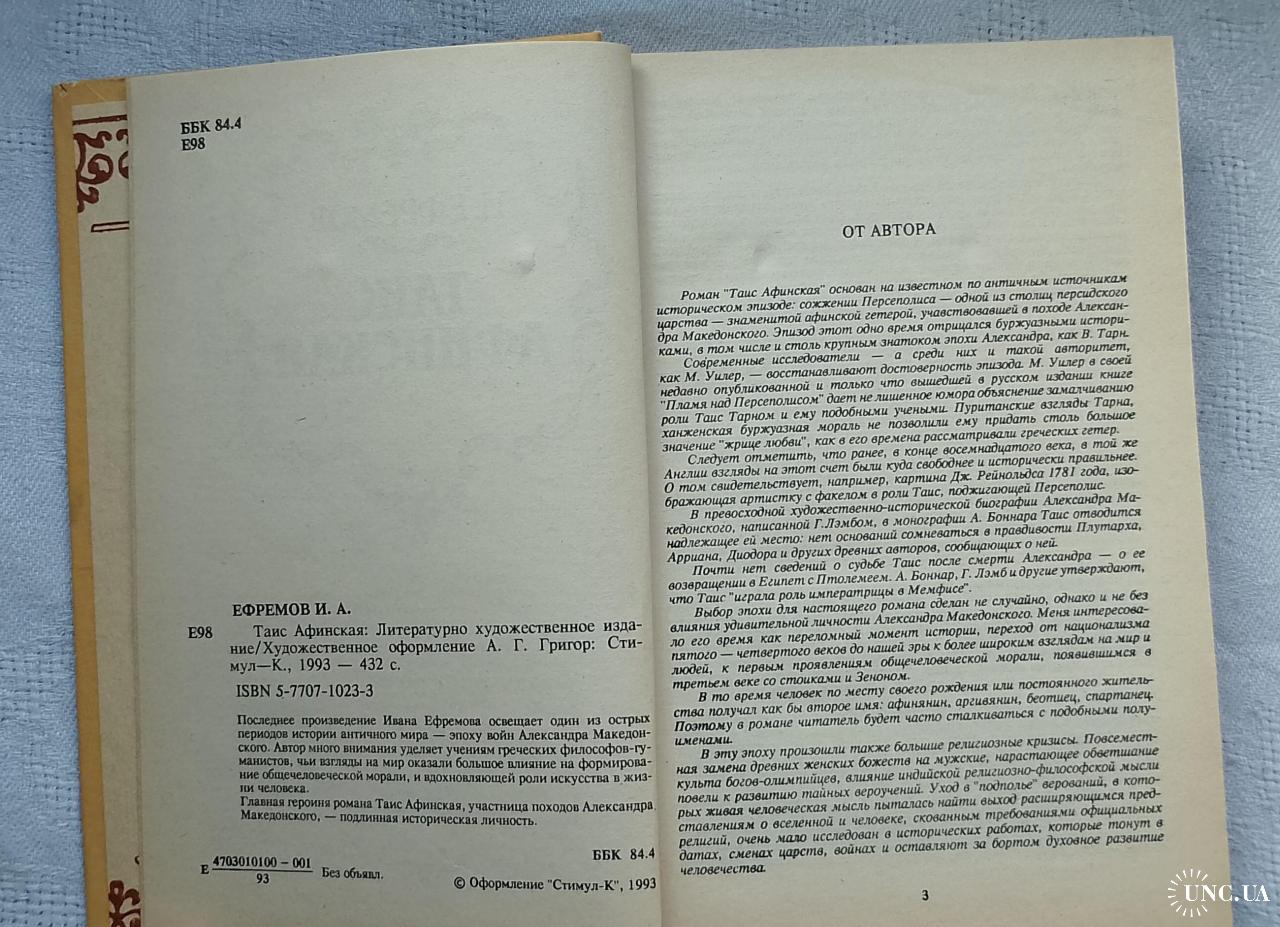 ББК 84.4
Е98
ЕФРЕМОВ И. А.
Е98 Таис Афинская: Литературно художественное изда-
ние/Художественное оформление А. Г. Григор: Сти-
мул—К., 1993 — 432 с.
ISBN 5-7707-1023-3
Последнее произведение Ивана Ефремова освещает один из острых
периодов истории античного мира — эпоху войн Александра Македон-
ского. Автор много внимания уделяет учениям греческих философов-гу-
манистов, чьи взгляды на мир оказали большое влияние на формирова-
ние общечеловеческой морали, и вдохновляющей роли искусства в жиз-
ни человека.
Главная героиня романа Таис Афинская, участница походов Александра
Македонского, — подлинная историческая личность.
Е 4703010100 – 001
93
Без объявл.
ББК 84.4
© Оформление "Стимул-К", 1993
ОТ АВТОРА
Роман "Таис Афинская" основан на известном по античным источникам
историческом эпизоде: сожжении Персеполиса — одной из столиц персидского
царства — знаменитой афинской гетерой, учавствовавшей в походе Алексан-
дра Македонского. Эпизод этот одно время отрицался буржуазными истори-
ками, в том числе и столь крупным знатоком эпохи Александра, как В. Тарн.
Современные исследователи — а среди них и такой авторитет,
как М. Уилер, — восстанавливают достоверность эпизода. М. Уилер в своей
недавно опубликованной и только что вышедшей в русском издании книге
"Пламя над Персеполисом" дает не лишенное юмора объяснение замалчиванию
роли Таис Тарном и ему подобными учеными. Пуританские взгляды Тарна,
ханженская буржуазная мораль не позволили ему придать столь большое
значение "жрице любви", как в его времена рассматривали греческих гетер.
Следует отметить, что ранее, в конце восемнадцатого века, в той же
Англии взгляды на этот счет были куда свободнее и исторически правильнее.
О том свидетельствует, например, картина Дж. Рейнольдса 1781 года, изо-
бражающая артистку с факелом в роли Таис, поджигающей Персеполис.
В превосходной художественно-исторической биографии Александра Ма-
кедонского, написанной Г.Лэмбом, в монографии А. Боннара Таис отводится
надлежащее ей место: нет оснований сомневаться в правдивости Плутарха,
Арриана, Диодора и других древних авторов, сообщающих о ней.
Почти нет сведений о судьбе Таис после смерти Александра — о ее
возвращении в Египет с Птолемеем. А. Боннар, Г. Лэмб и другие утверждают,
что Таис "играла роль императрицы в Мемфисе".
Выбор эпохи для настоящего романа сделан не случайно, однако и не без
влияния удивительной личности Александра Македонского. Меня интересова-
ло его время как переломный момент истории, переход от национализма
пятого — четвертого веков до нашей эры к более широким взглядам на мир и
людей, к первым проявлениям общечеловеческой морали, появившимся в
третьем веке со стоиками и Зеноном.
В то время человек по месту своего рождения или постоянного житель-
ства получал как бы второе имя: афинянин, аргивянин, беотиец, спартанец.
Поэтому в романе читатель будет часто сталкиваться с подобными полу-
именами.
В эту эпоху произошли также большие религиозные кризисы. Повсемест-
ная замена древних женских божеств на мужские, нарастающее обветшание
культа богов-олимпийцев, влияние индийской религиозно-философской мысли
повели к развитию тайных вероучений. Уход в "подполье" верований, в кото-
рых живая человеческая мысль пыталась найти выход расширяющимся пред-
ставлениям о вселенной и человеке, скованным требованиями официальных
религий, очень мало исследован в исторических работах, которые тонут в
датах, сменах царств, войнах и оставляют за бортом духовное развитие
человечества.
3
UNC.UA